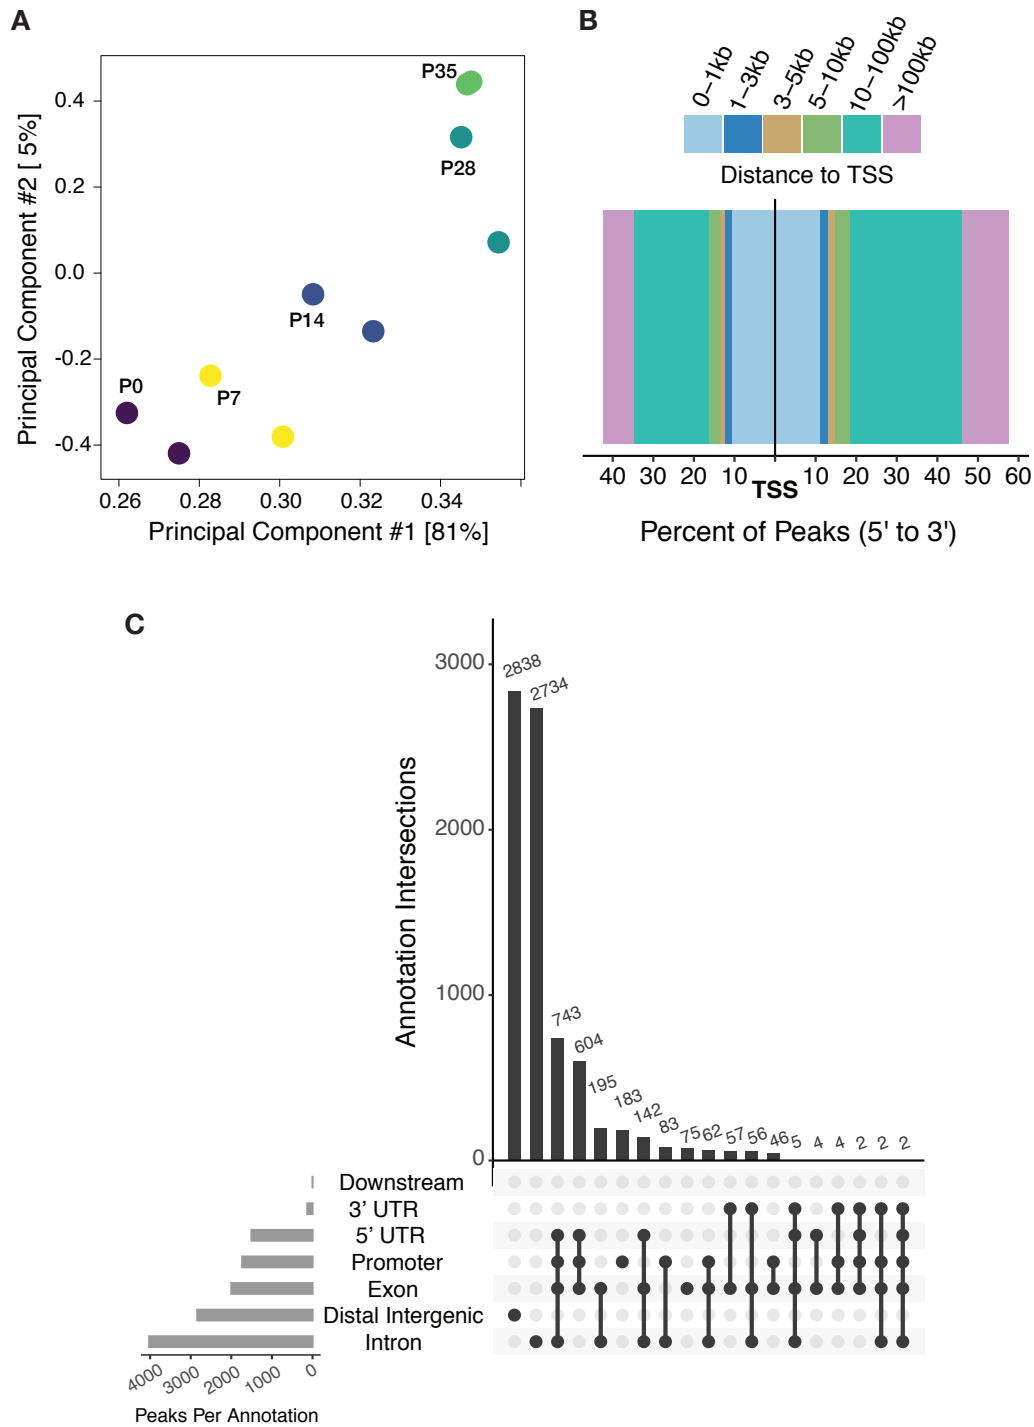 A
P35
P28
P14
P0
P7
0.4
0.2
0.0
-0.2
-0.4
Principal Component #2 [ 5%]
0.26 0.28 0.30 0.32 0.34
Principal Component #1 [81%]
B
0–1kb 1–3kb 3–5kb 5–10kb 10–100kb >100kb
Distance to TSS
40 30 20 10 TSS 10 20 30 40 50 60
Percent of Peaks (5' to 3')
C
3000
2000
1000
0
Annotation Intersections
2838 2734 743 604 195 183 142 83 75 62 57 56 46 5 4 4 2 2 2
Downstream
3’ UTR
5’ UTR
Promoter
Exon
Distal Intergenic
Intron
4000 3000 2000 1000 0
Peaks Per Annotation